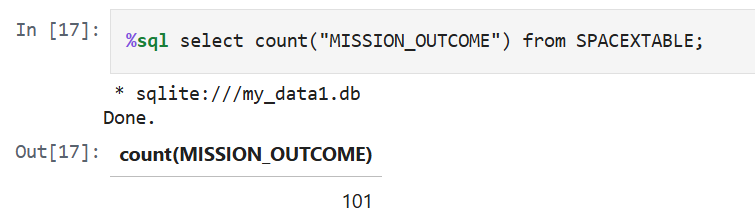 In [17]: %sql select count("MISSION_OUTCOME") from SPACEXTABLE;
* sqlite:///my_data1.db
Done.
Out[17]: count(MISSION_OUTCOME)
101